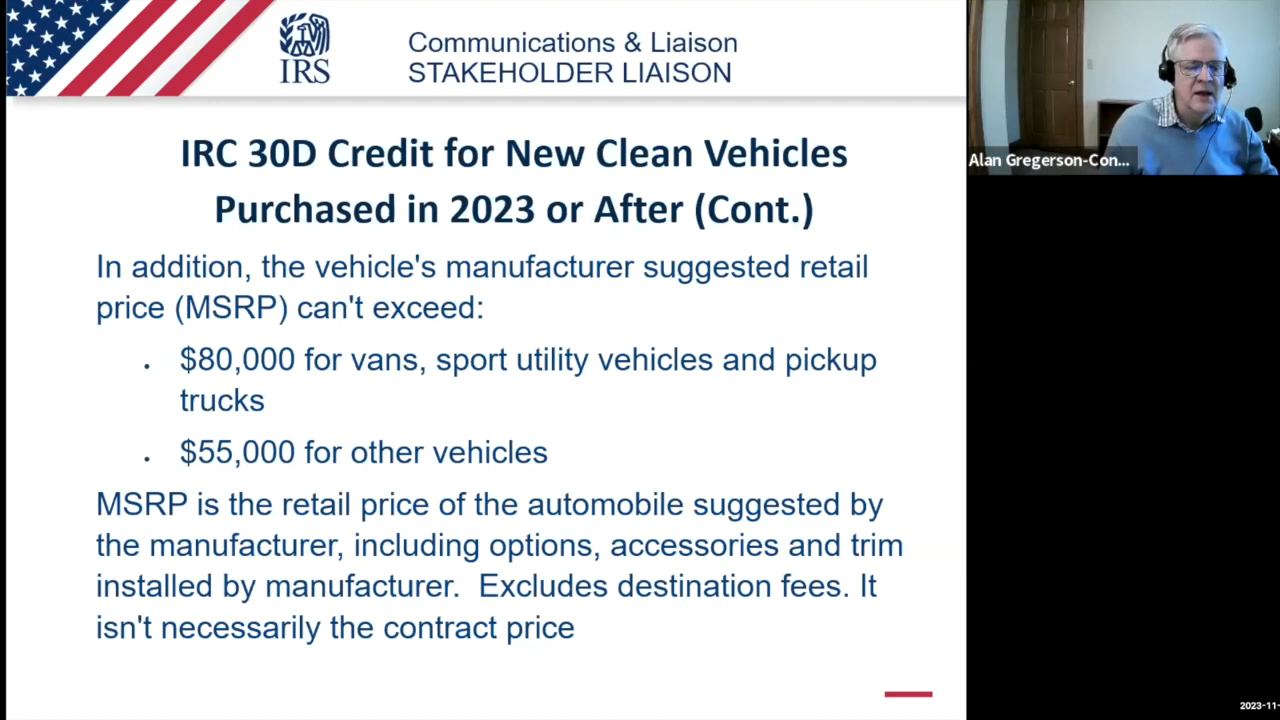 IRS
Communications & Liaison
STAKEHOLDER LIAISON
Alan Gregerson-Con...
IRC 30D Credit for New Clean Vehicles
Purchased in 2023 or After (Cont.)
In addition, the vehicle's manufacturer suggested retail
price (MSRP) can't exceed:
• $80,000 for vans, sport utility vehicles and pickup
trucks
• $55,000 for other vehicles
MSRP is the retail price of the automobile suggested by
the manufacturer, including options, accessories and trim
installed by manufacturer.  Excludes destination fees. It
isn't necessarily the contract price
2023-11-